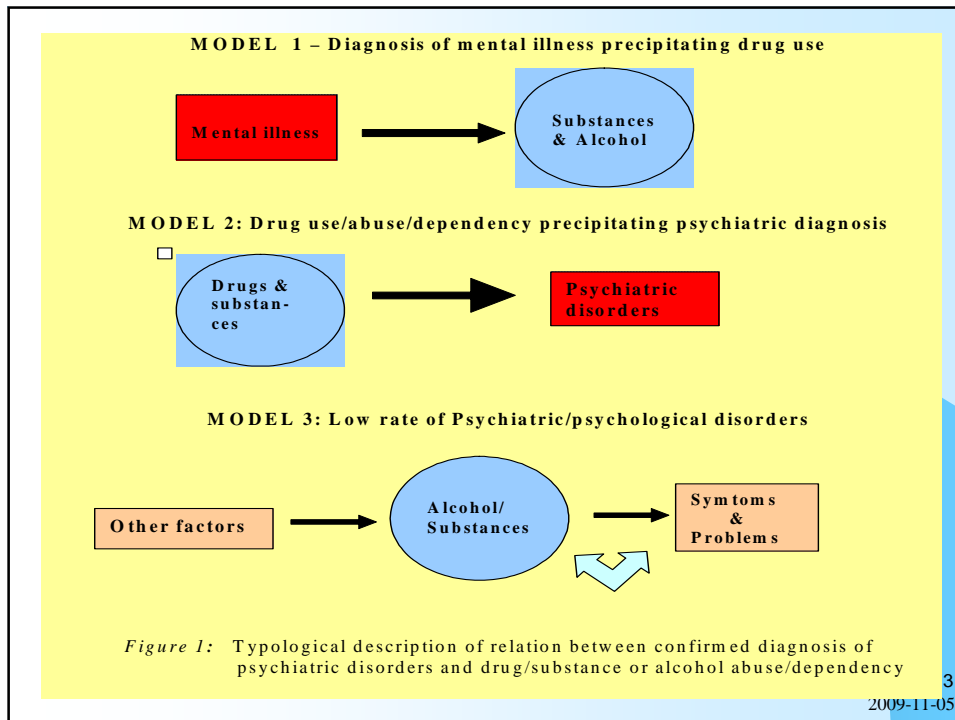 MODEL 1 – Diagnosis of mental illness precipitating drug use
Mental illness
Substances
& Alcohol
MODEL 2: Drug use/abuse/dependency precipitating psychiatric diagnosis
Drugs &
substan-
ces
Psychiatric
disorders
MODEL 3: Low rate of Psychiatric/psychological disorders
Other factors
Alcohol/
Substances
Symtoms
&
Problems
Figure 1: Typological description of relation between confirmed diagnosis of
psychiatric disorders and drug/substance or alcohol abuse/dependency
3
2009-11-05